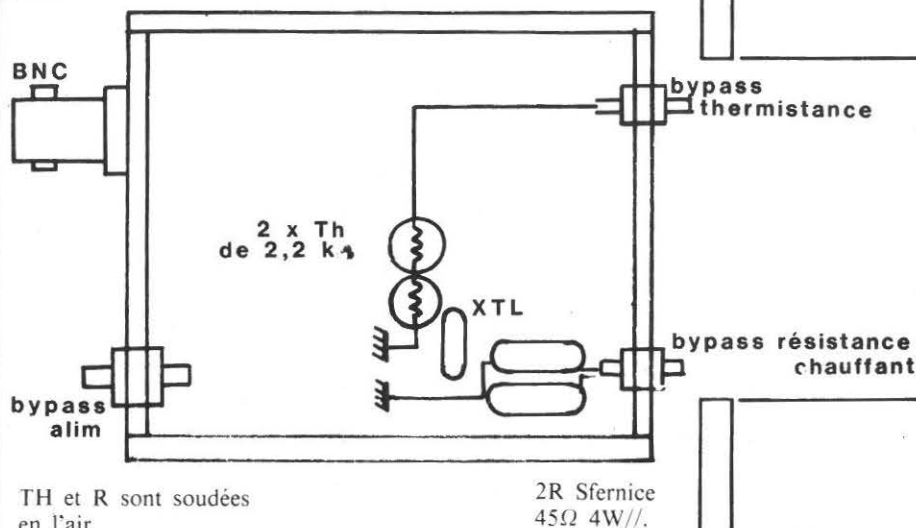 BNC
bypass
thermistance
2 x Th
de 2,2 k
XTL
bypass résistance
chauffant
bypass
alim
TH et R sont soudées
en l'air
2R Sfernice
45Ω 4W//.